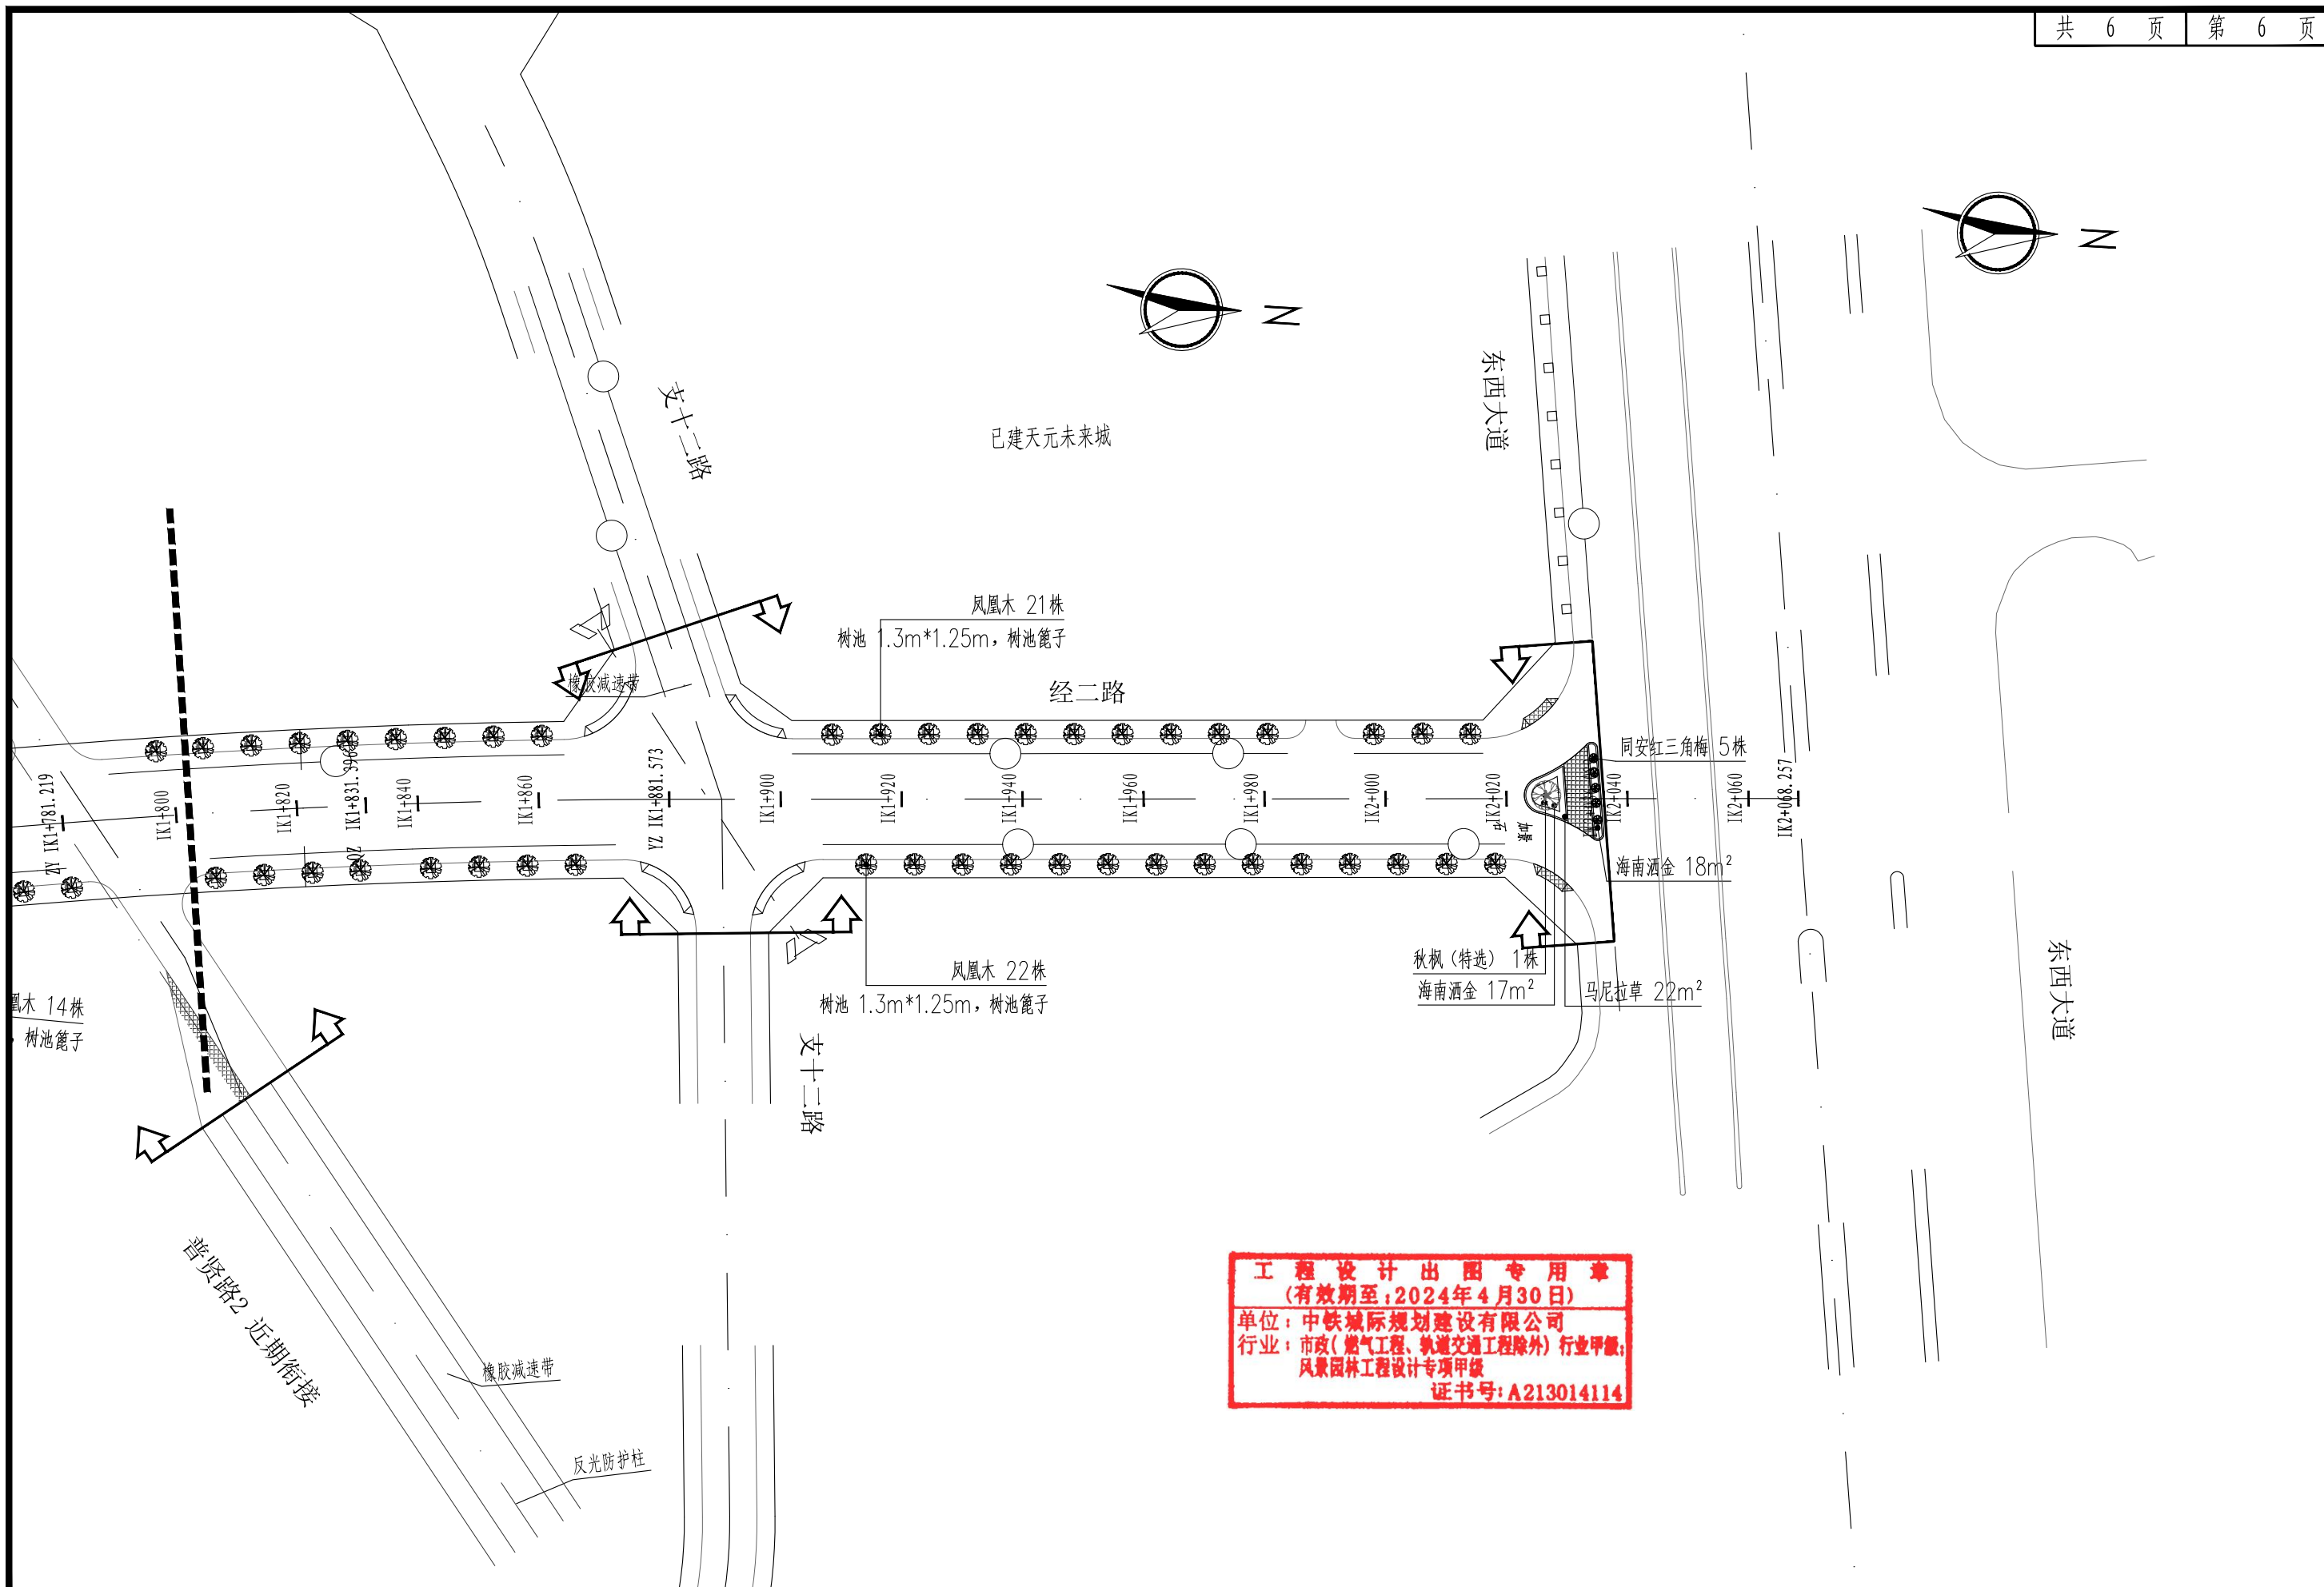 共 6 页 第 6 页
N
N
支十二路
已建天元未来城
东西大道
凤凰木 21株
树池 1.3m*1.25m，树池篦子
橡胶减速带
经二路
同安红三角梅 5株
ZY IK1+781.219
IK1+800
IK1+820
IK1+840
IK1+860
YZ IK1+881.573
IK1+900
IK1+920
IK1+940
IK1+960
IK1+980
IK2+000
IK2+020
IK2+040
IK2+060
IK2+068.257
海南洒金 18m²
凤凰木 22株
树池 1.3m*1.25m，树池篦子
秋枫（特选） 1株
海南洒金 17m²
马尼拉草 22m²
东西大道
凰木 14株
，树池篦子
支十二路
普贤路2 近期衔接
橡胶减速带
反光防护柱
工程设计出图专用章
(有效期至:2024年4月30日)
单位：中铁城际规划建设有限公司
行业：市政(燃气工程、轨道交通工程除外)行业甲级;
风景园林工程设计专项甲级
证书号:A213014114